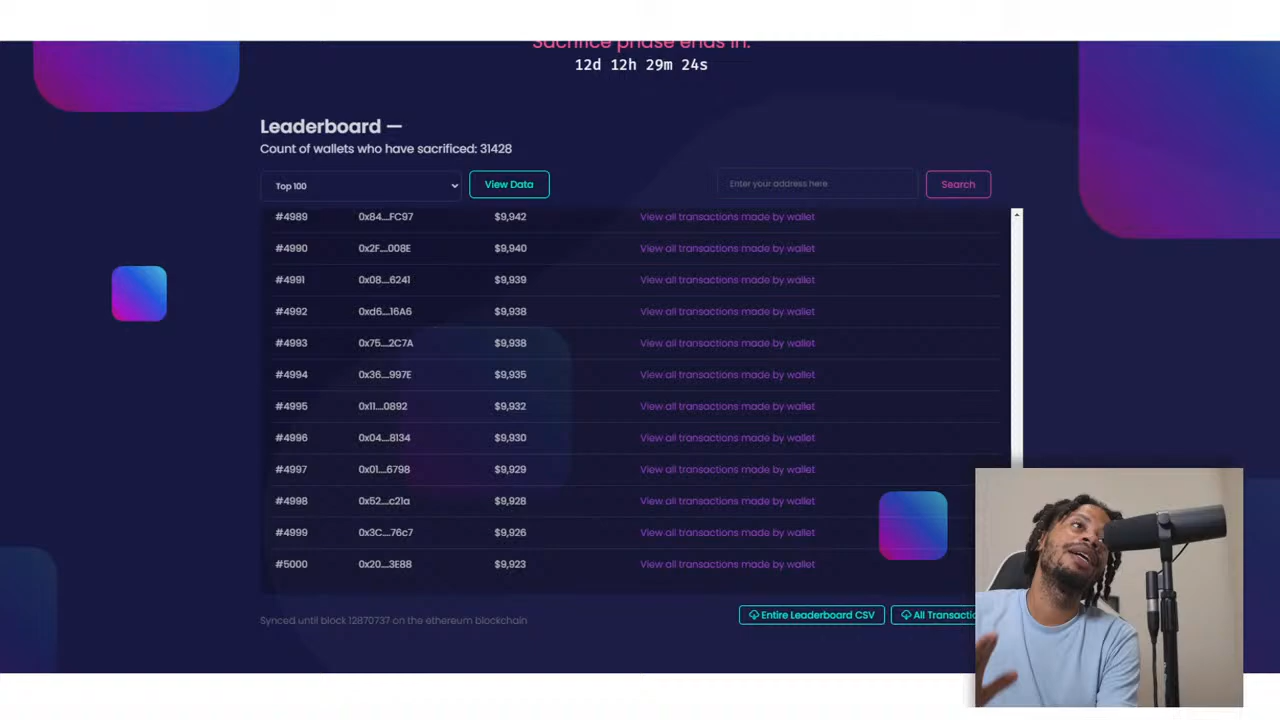 Sacrifice phase ends in:
12d 12h 29m 24s
Leaderboard —
Count of wallets who have sacrificed: 31428
Top 100 View Data Enter your address here Search
#4989 0x84....FC97 $9,942 View all transactions made by wallet
#4990 0x2F....008E $9,940 View all transactions made by wallet
#4991 0x08....6241 $9,939 View all transactions made by wallet
#4992 0xd6....16A6 $9,938 View all transactions made by wallet
#4993 0x75....2C7A $9,938 View all transactions made by wallet
#4994 0x36....997E $9,935 View all transactions made by wallet
#4995 0x11....0892 $9,932 View all transactions made by wallet
#4996 0x04....8134 $9,930 View all transactions made by wallet
#4997 0x01....6798 $9,929 View all transactions made by wallet
#4998 0x52....c21a $9,928 View all transactions made by wallet
#4999 0x3C....76c7 $9,926 View all transactions made by wallet
#5000 0x20....3E88 $9,923 View all transactions made by wallet
Entire Leaderboard CSV All Transactio
Synced until block 12870737 on the ethereum blockchain